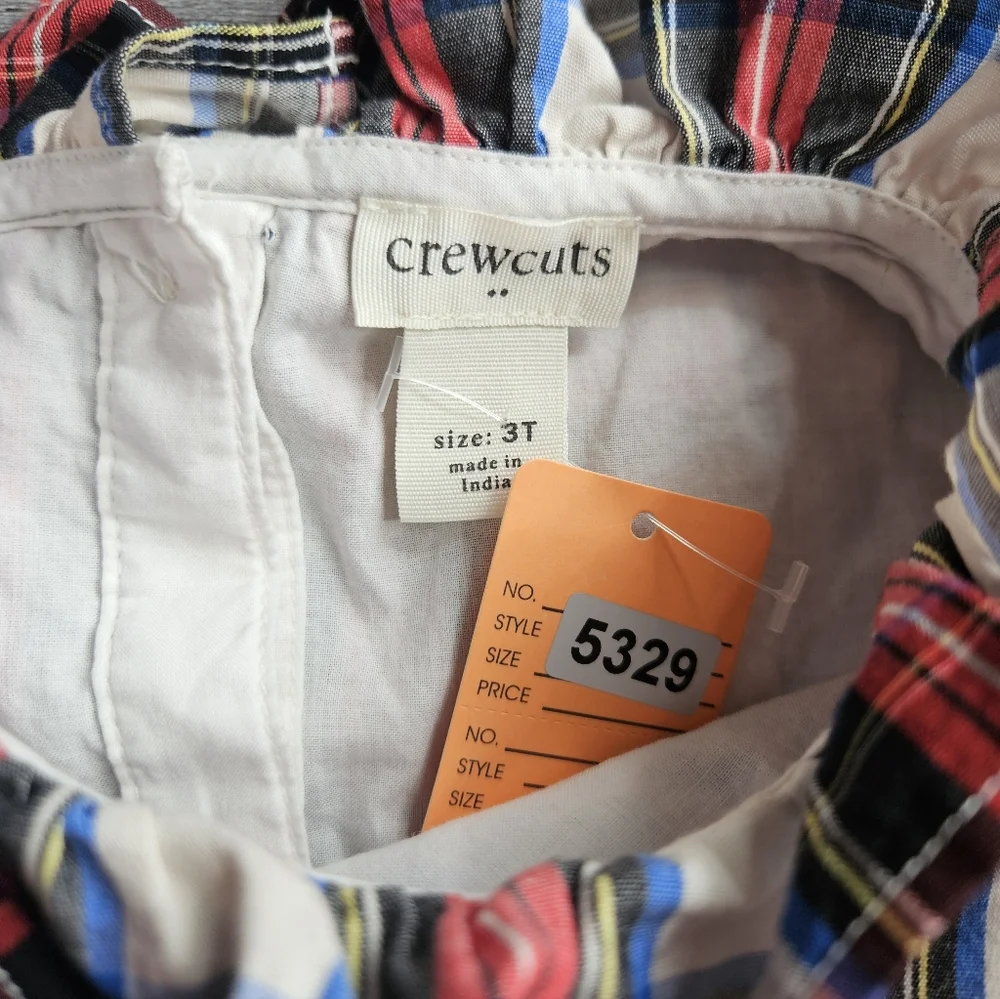 crewcuts
size: 3T
made in
India
NO.
STYLE
SIZE
PRICE
5329
NO.
STYLE
SIZE